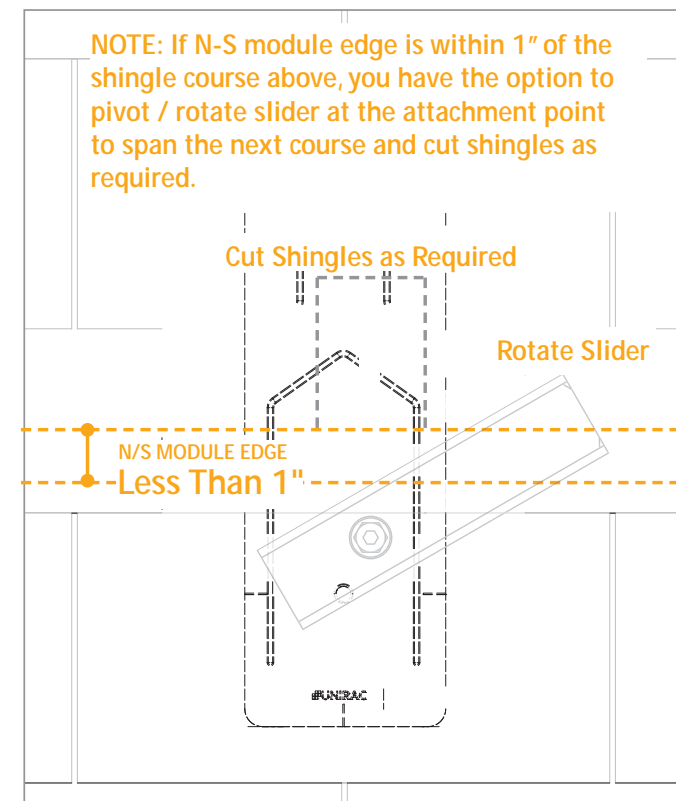 NOTE: If N-S module edge is within 1" of the
shingle course above, you have the option to
pivot / rotate slider at the attachment point
to span the next course and cut shingles as
required.
Cut Shingles as Required
Rotate Slider
N/S MODULE EDGE
Less Than 1"
#UNIRAC